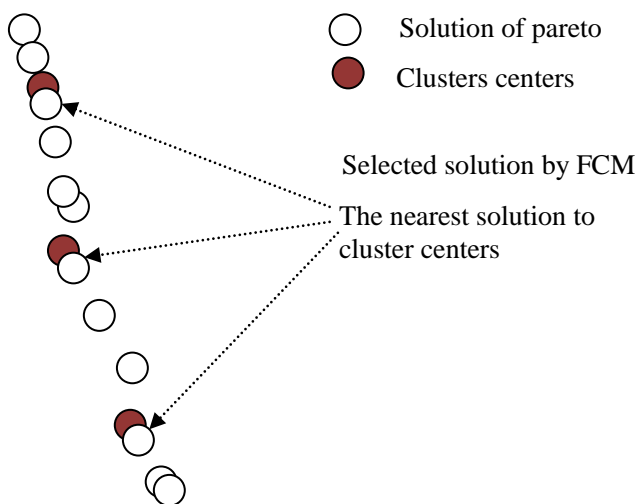 Solution of pareto
Clusters centers
Selected solution by FCM
The nearest solution to
cluster centers